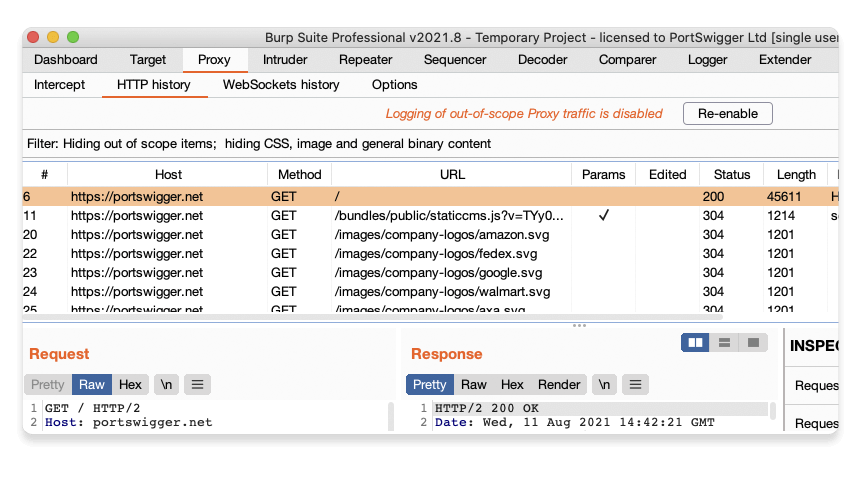 Burp Suite Professional v2021.8 - Temporary Project - licensed to PortSwigger Ltd [single user
Dashboard Target Proxy Intruder Repeater Sequencer Decoder Comparer Logger Extender
Intercept HTTP history WebSockets history Options
Logging of out-of-scope Proxy traffic is disabled Re-enable
Filter: Hiding out of scope items; hiding CSS, image and general binary content
# Host Method URL Params Edited Status Length
6 https://portswigger.net GET / 200 45611 H
11 https://portswigger.net GET /bundles/public/staticcms.js?v=TYy0... ✓ 304 1214 s
20 https://portswigger.net GET /images/company-logos/amazon.svg 304 1201
22 https://portswigger.net GET /images/company-logos/fedex.svg 304 1201
23 https://portswigger.net GET /images/company-logos/google.svg 304 1201
24 https://portswigger.net GET /images/company-logos/walmart.svg 304 1201
25 https://portswigger.net GET /images/company-logos/axa.svg 304 1201
Request
Pretty Raw Hex \n
1 GET / HTTP/2
2 Host: portswigger.net
Response
Pretty Raw Hex Render \n
1 HTTP/2 200 OK
2 Date: Wed, 11 Aug 2021 14:42:21 GMT
INSPEC
Reques
Reques